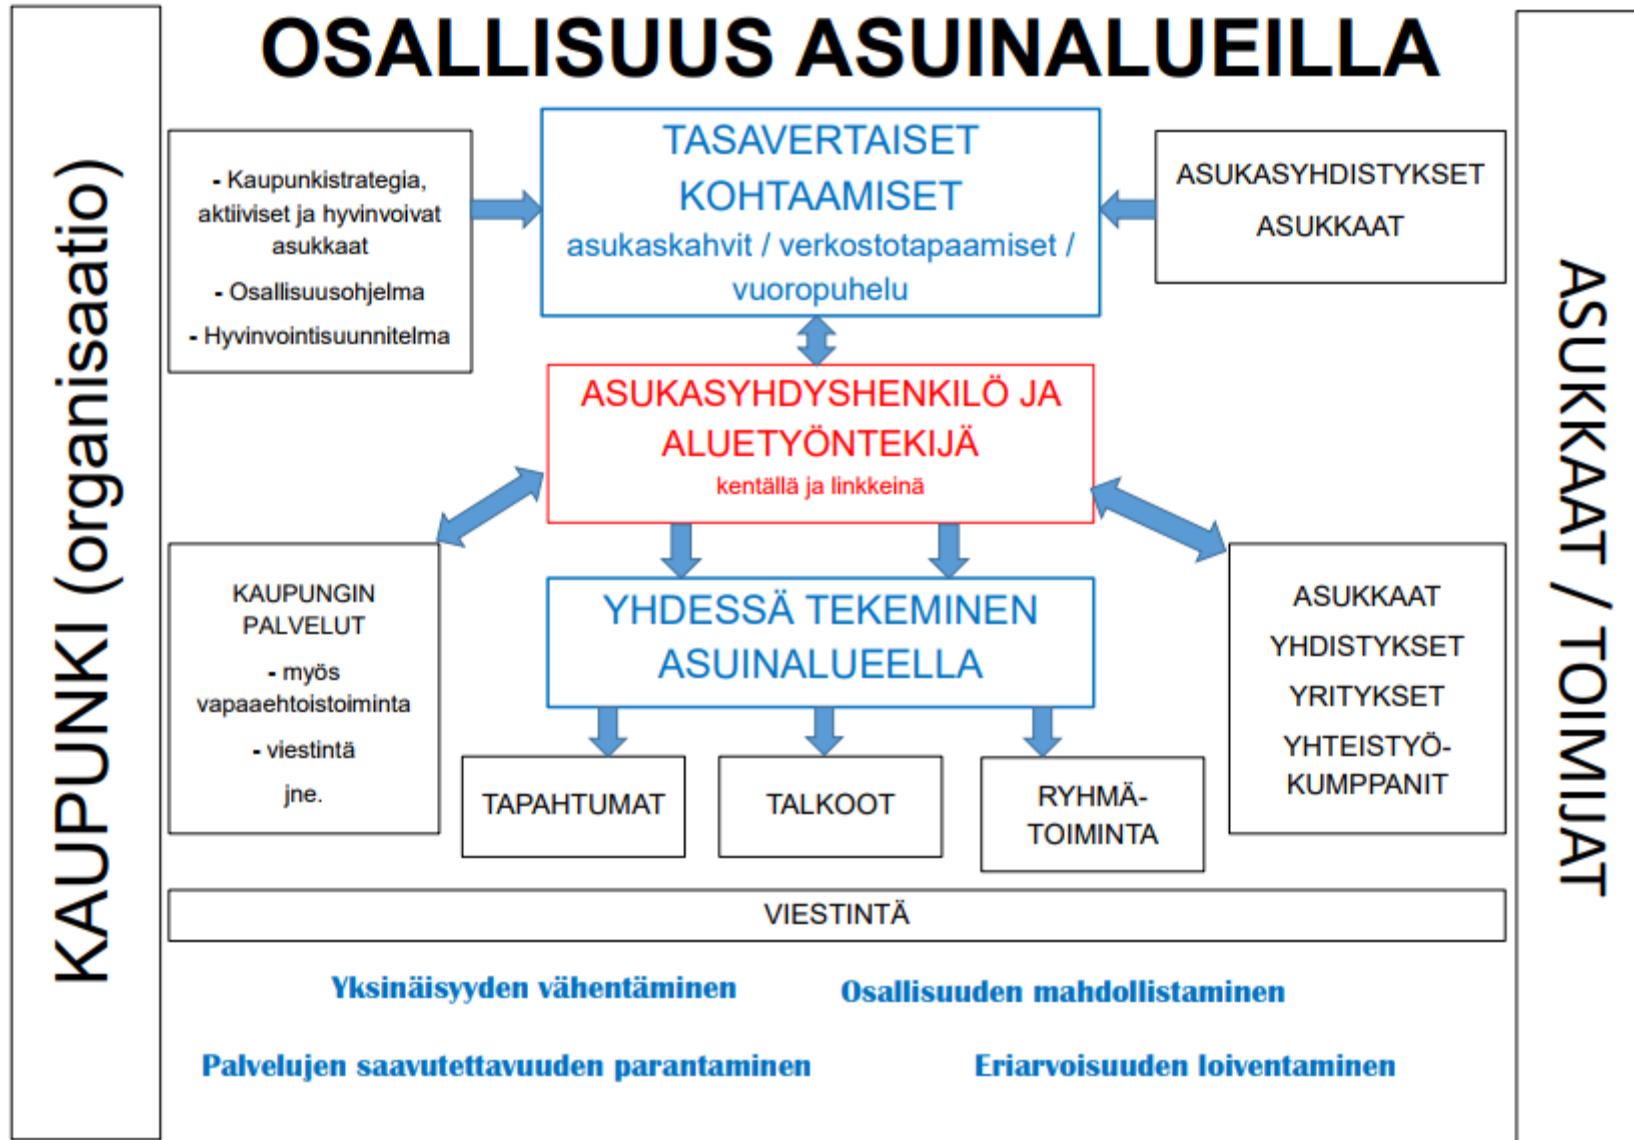 OSALLISUUS ASUINALUEILLA
KAUPUNKI (organisaatio)
- Kaupunkistrategia,
aktiiviset ja hyvinvoivat
asukkaat
- Osallisuusohjelma
- Hyvinvointisuunnitelma
TASAVERTAISET
KOHTAAMISET
asukaskahvit / verkostotapaamiset /
vuoropuhelu
ASUKASYHDISTYKSET
ASUKKAAT
ASUKKAAT / TOIMIJAT
ASUKASYHDYSHENKILÖ JA
ALUETYÖNTEKIJÄ
kentällä ja linkkeinä
KAUPUNGIN
PALVELUT
- myös
vapaaehtoistoiminta
- viestintä
jne.
YHDESSÄ TEKEMINEN
ASUINALUEELLA
ASUKKAAT
YHDISTYKSET
YRITYKSET
YHTEISTYÖ-
KUMPPANIT
TAPAHTUMAT
TALKOOT
RYHMÄ-
TOIMINTA
VIESTINTÄ
Yksinäisyyden vähentäminen
Osallisuuden mahdollistaminen
Palvelujen saavutettavuuden parantaminen
Eriarvoisuuden loiventaminen